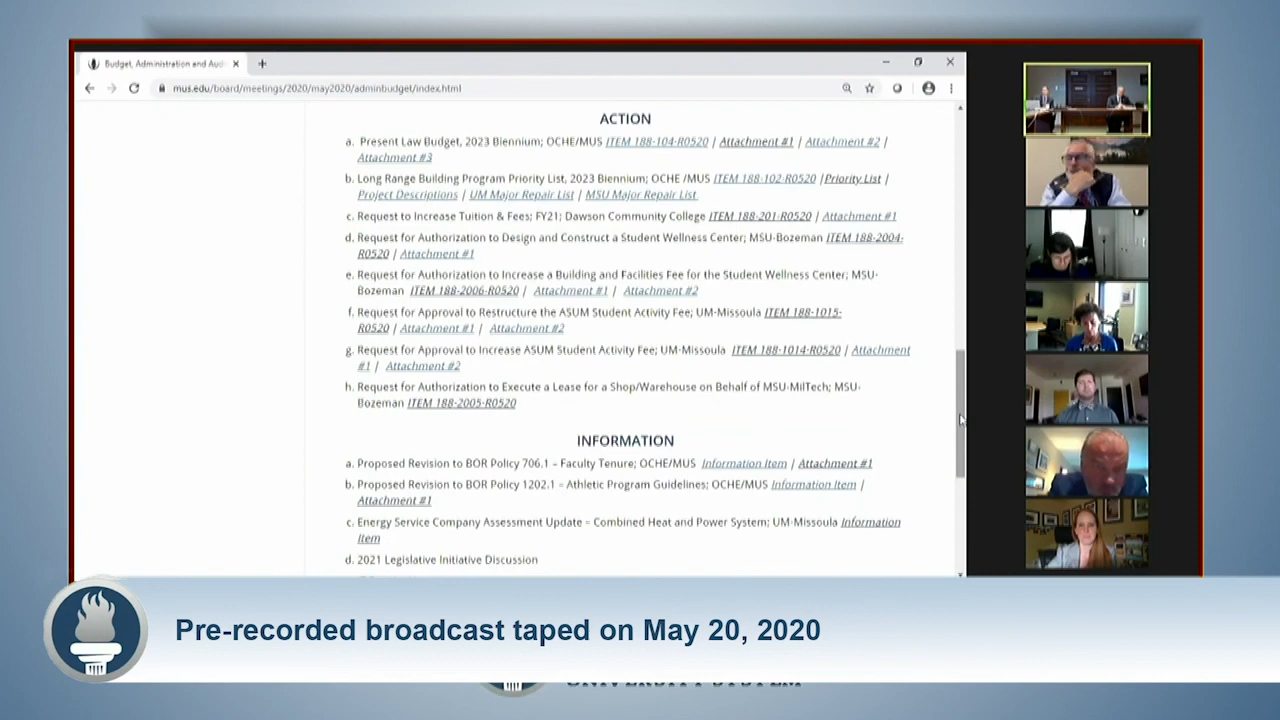 Budget, Administration and Aud
mus.edu/board/meetings/2020/may2020/adminbudget/index.html
ACTION
a. Present Law Budget, 2023 Biennium; OCHE/MUS ITEM 188-104-R0520 | Attachment #1 | Attachment #2 |
Attachment #3
b. Long Range Building Program Priority List, 2023 Biennium; OCHE /MUS ITEM 188-102-R0520 |Priority List |
Project Descriptions | UM Major Repair List | MSU Major Repair List
c. Request to Increase Tuition & Fees; FY21; Dawson Community College ITEM 188-201-R0520 | Attachment #1
d. Request for Authorization to Design and Construct a Student Wellness Center; MSU-Bozeman ITEM 188-2004-
R0520 | Attachment #1
e. Request for Authorization to Increase a Building and Facilities Fee for the Student Wellness Center; MSU-
Bozeman ITEM 188-2006-R0520 | Attachment #1 | Attachment #2
f. Request for Approval to Restructure the ASUM Student Activity Fee; UM-Missoula ITEM 188-1015-
R0520 | Attachment #1 | Attachment #2
g. Request for Approval to Increase ASUM Student Activity Fee; UM-Missoula ITEM 188-1014-R0520 | Attachment
#1 | Attachment #2
h. Request for Authorization to Execute a Lease for a Shop/Warehouse on Behalf of MSU-MilTech; MSU-
Bozeman ITEM 188-2005-R0520
INFORMATION
a. Proposed Revision to BOR Policy 706.1 – Faculty Tenure; OCHE/MUS Information Item | Attachment #1
b. Proposed Revision to BOR Policy 1202.1 – Athletic Program Guidelines; OCHE/MUS Information Item |
Attachment #1
c. Energy Service Company Assessment Update – Combined Heat and Power System; UM-Missoula Information
Item
d. 2021 Legislative Initiative Discussion
Pre-recorded broadcast taped on May 20, 2020
UNIVERSITY SYSTEM